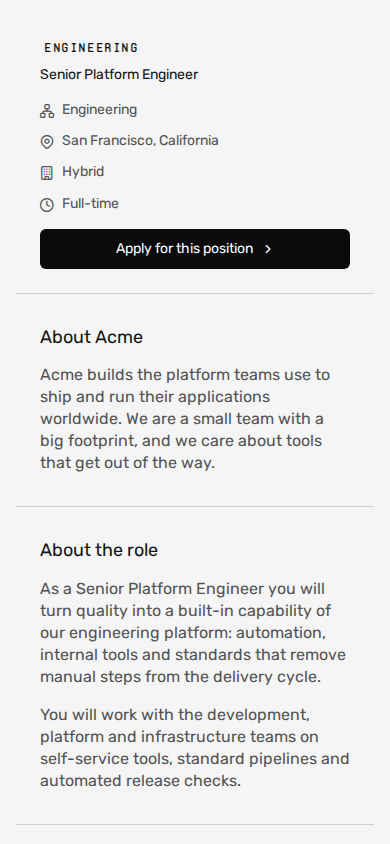 ENGINEERING
Senior Platform Engineer
Engineering
San Francisco, California
Hybrid
Full-time
Apply for this position
About Acme
Acme builds the platform teams use to
ship and run their applications
worldwide. We are a small team with a
big footprint, and we care about tools
that get out of the way.
About the role
As a Senior Platform Engineer you will
turn quality into a built-in capability of
our engineering platform: automation,
internal tools and standards that remove
manual steps from the delivery cycle.
You will work with the development,
platform and infrastructure teams on
self-service tools, standard pipelines and
automated release checks.